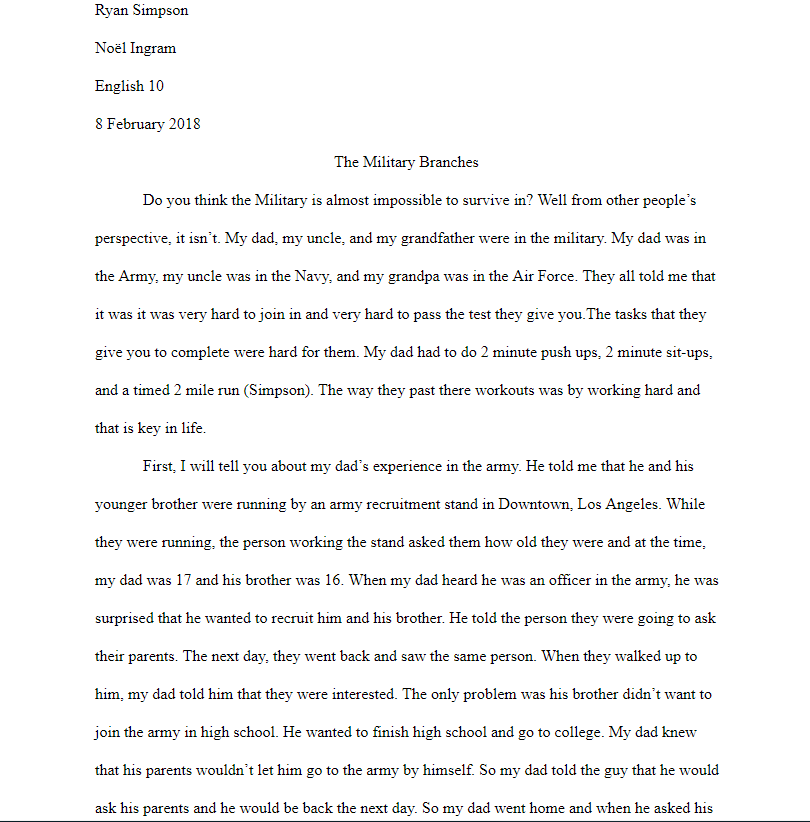 Ryan Simpson
Noël Ingram
English 10
8 February 2018
The Military Branches
Do you think the Military is almost impossible to survive in? Well from other people’s
perspective, it isn’t. My dad, my uncle, and my grandfather were in the military. My dad was in
the Army, my uncle was in the Navy, and my grandpa was in the Air Force. They all told me that
it was it was very hard to join in and very hard to pass the test they give you.The tasks that they
give you to complete were hard for them. My dad had to do 2 minute push ups, 2 minute sit-ups,
and a timed 2 mile run (Simpson). The way they past there workouts was by working hard and
that is key in life.
First, I will tell you about my dad’s experience in the army. He told me that he and his
younger brother were running by an army recruitment stand in Downtown, Los Angeles. While
they were running, the person working the stand asked them how old they were and at the time,
my dad was 17 and his brother was 16. When my dad heard he was an officer in the army, he was
surprised that he wanted to recruit him and his brother. He told the person they were going to ask
their parents. The next day, they went back and saw the same person. When they walked up to
him, my dad told him that they were interested. The only problem was his brother didn’t want to
join the army in high school. He wanted to finish high school and go to college. My dad knew
that his parents wouldn’t let him go to the army by himself. So my dad told the guy that he would
ask his parents and he would be back the next day. So my dad went home and when he asked his